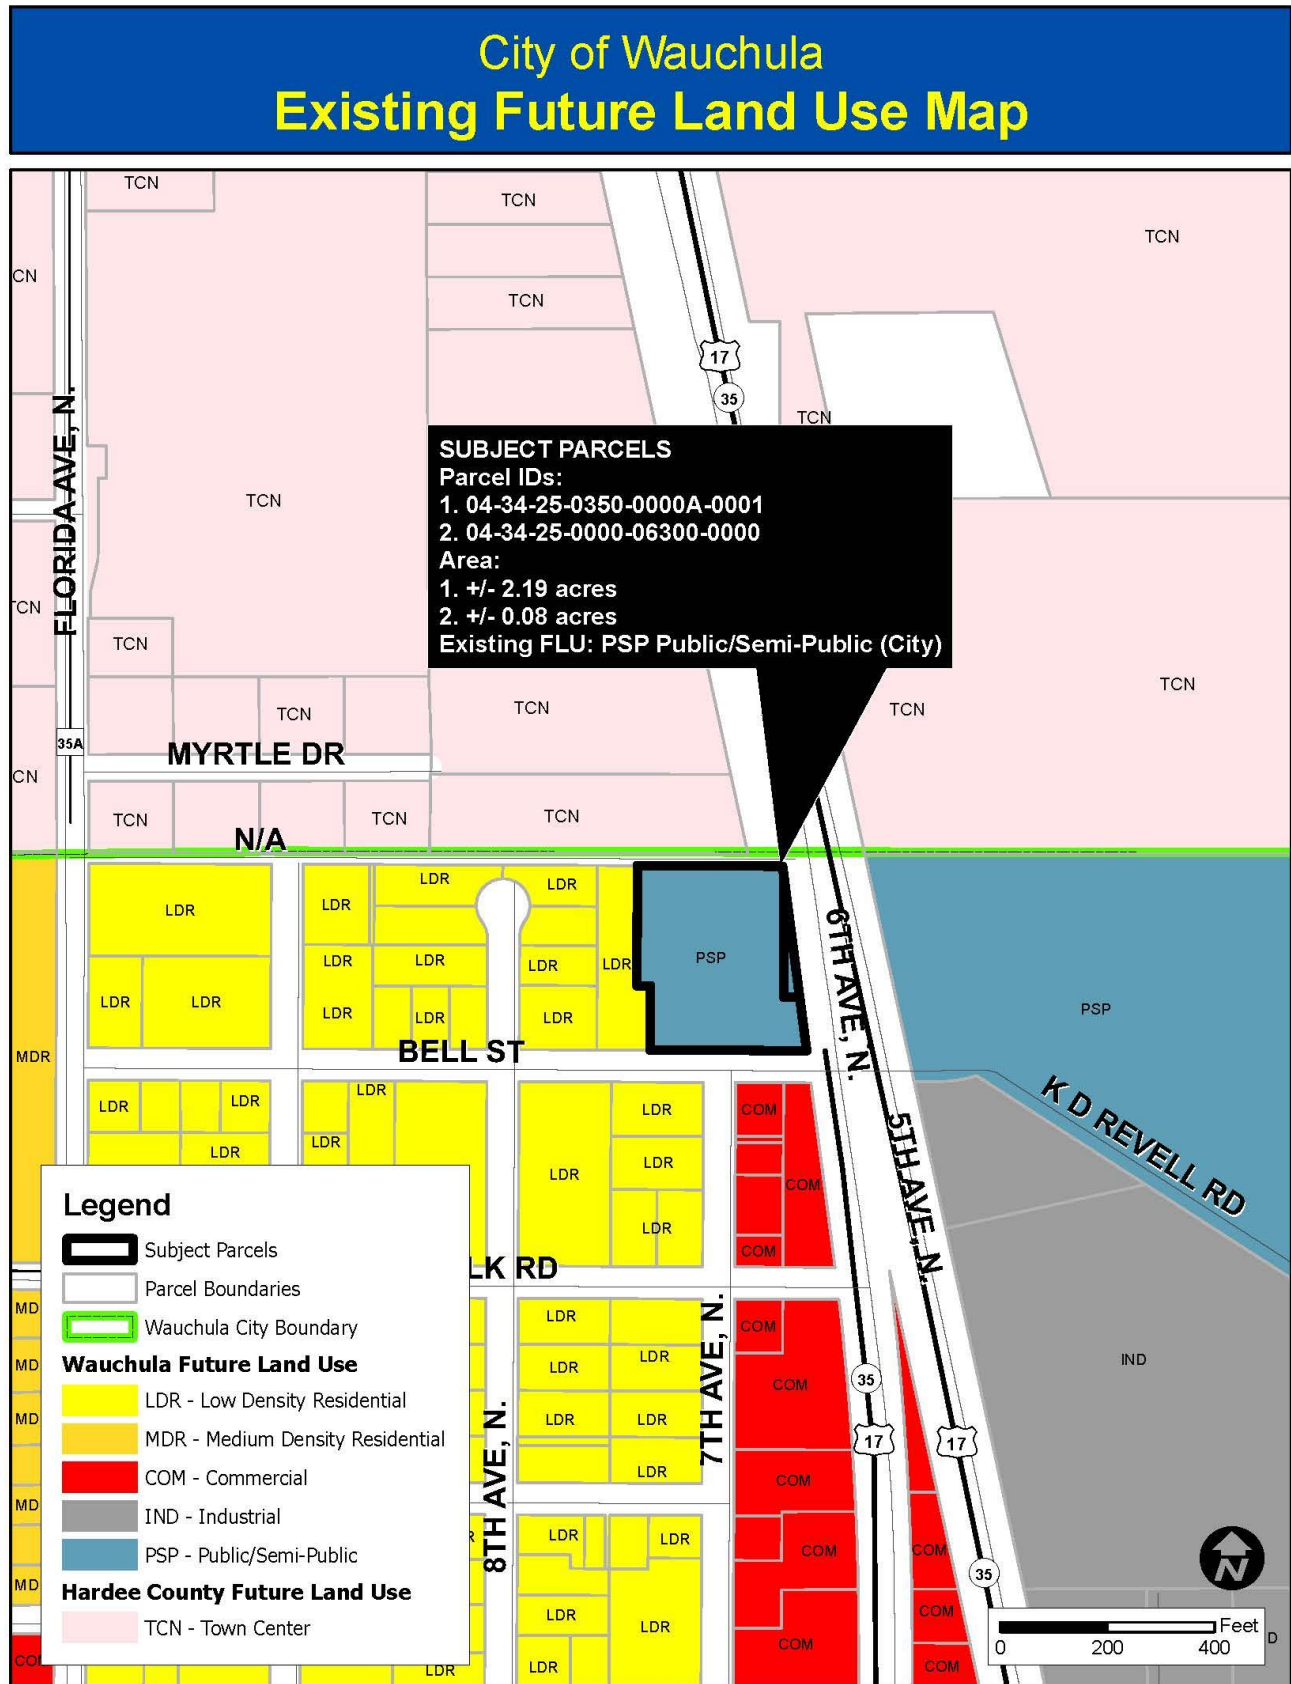 City of Wauchula
Existing Future Land Use Map
TCN
TCN
TCN
CN
TCN
17
35
TCN
FLORIDA AVE, N.
SUBJECT PARCELS
Parcel IDs:
1. 04-34-25-0350-0000A-0001
2. 04-34-25-0000-06300-0000
Area:
1. +/- 2.19 acres
2. +/- 0.08 acres
Existing FLU: PSP Public/Semi-Public (City)
TCN
TCN
TCN
TCN
TCN
TCN
TCN
35A
MYRTLE DR
CN
TCN
TCN
TCN
N/A
LDR
LDR
LDR
LDR
LDR
LDR
LDR
LDR
LDR
LDR
LDR
LDR
LDR
LDR
PSP
6TH AVE, N.
PSP
MDR
BELL ST
K D REVELL RD
LDR
LDR
LDR
LDR
LDR
LDR
LDR
LDR
LDR
COM
COM
COM
5TH AVE, N.
LK RD
MD
MD
MD
MD
MD
COM
LDR
LDR
LDR
LDR
LDR
LDR
LDR
7TH AVE, N.
8TH AVE, N.
COM
COM
COM
COM
COM
35
17
17
35
IND
COM
COM
COM
R
LDR
LDR
LDR
LDR
LDR
LDR
D
Legend
Subject Parcels
Parcel Boundaries
Wauchula City Boundary
Wauchula Future Land Use
LDR - Low Density Residential
MDR - Medium Density Residential
COM - Commercial
IND - Industrial
PSP - Public/Semi-Public
Hardee County Future Land Use
TCN - Town Center
N
Feet
0 200 400